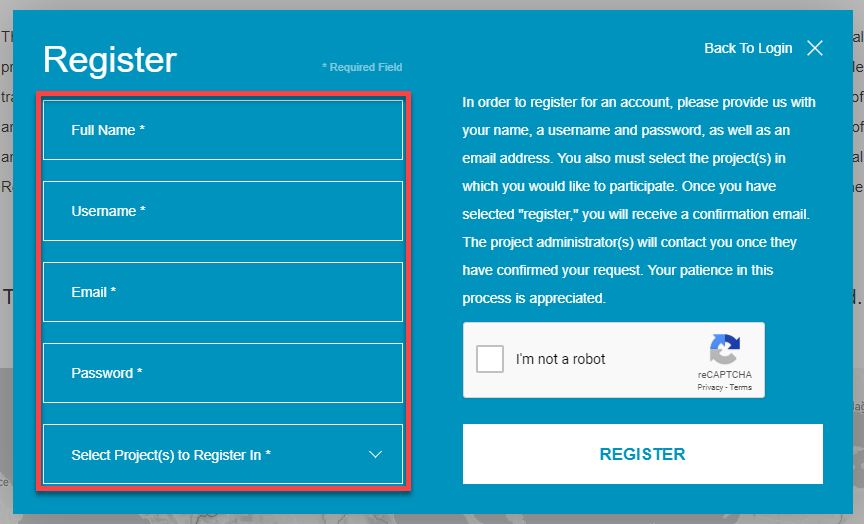 Register
* Required Field
Back To Login
Full Name *
Username *
Email *
Password *
Select Project(s) to Register In *
In order to register for an account, please provide us with
your name, a username and password, as well as an
email address. You also must select the project(s) in
which you would like to participate. Once you have
selected "register," you will receive a confirmation email.
The project administrator(s) will contact you once they
have confirmed your request. Your patience in this
process is appreciated.
I'm not a robot
reCAPTCHA
Privacy - Terms
REGISTER